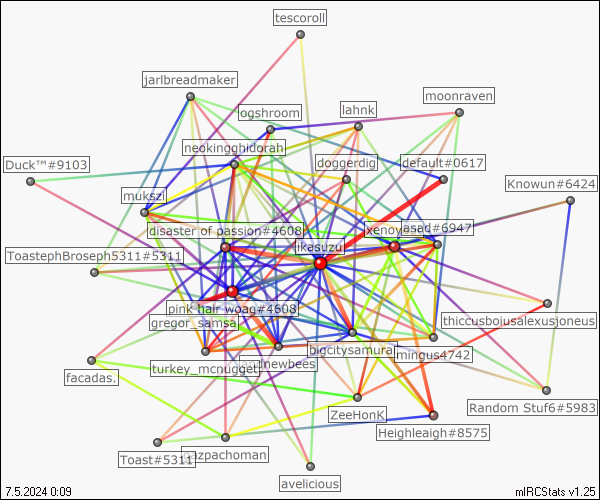 tescoroll
jarlbreadmaker
moonraven
ogshroom
lahnk
neokingghidorah
Duck™#9103
doggerdig
default#0617
Knowun#6424
mukszi
disaster of passion#4608
xenoy
asad#6947
ikasuzu
ToastephBroseph5311#5311
pink hair woag#4608
thiccusboiusalexusjoneus
gregor_samsa
bigcitysamurai
mingus4742
turkey_mcnugget
newbees
facadas.
ZeeHonK
Random Stuf6#5983
Heighleaigh#8575
Toast#5311
azpachoman
avelicious
7.5.2024 0:09
mIRCStats v1.25